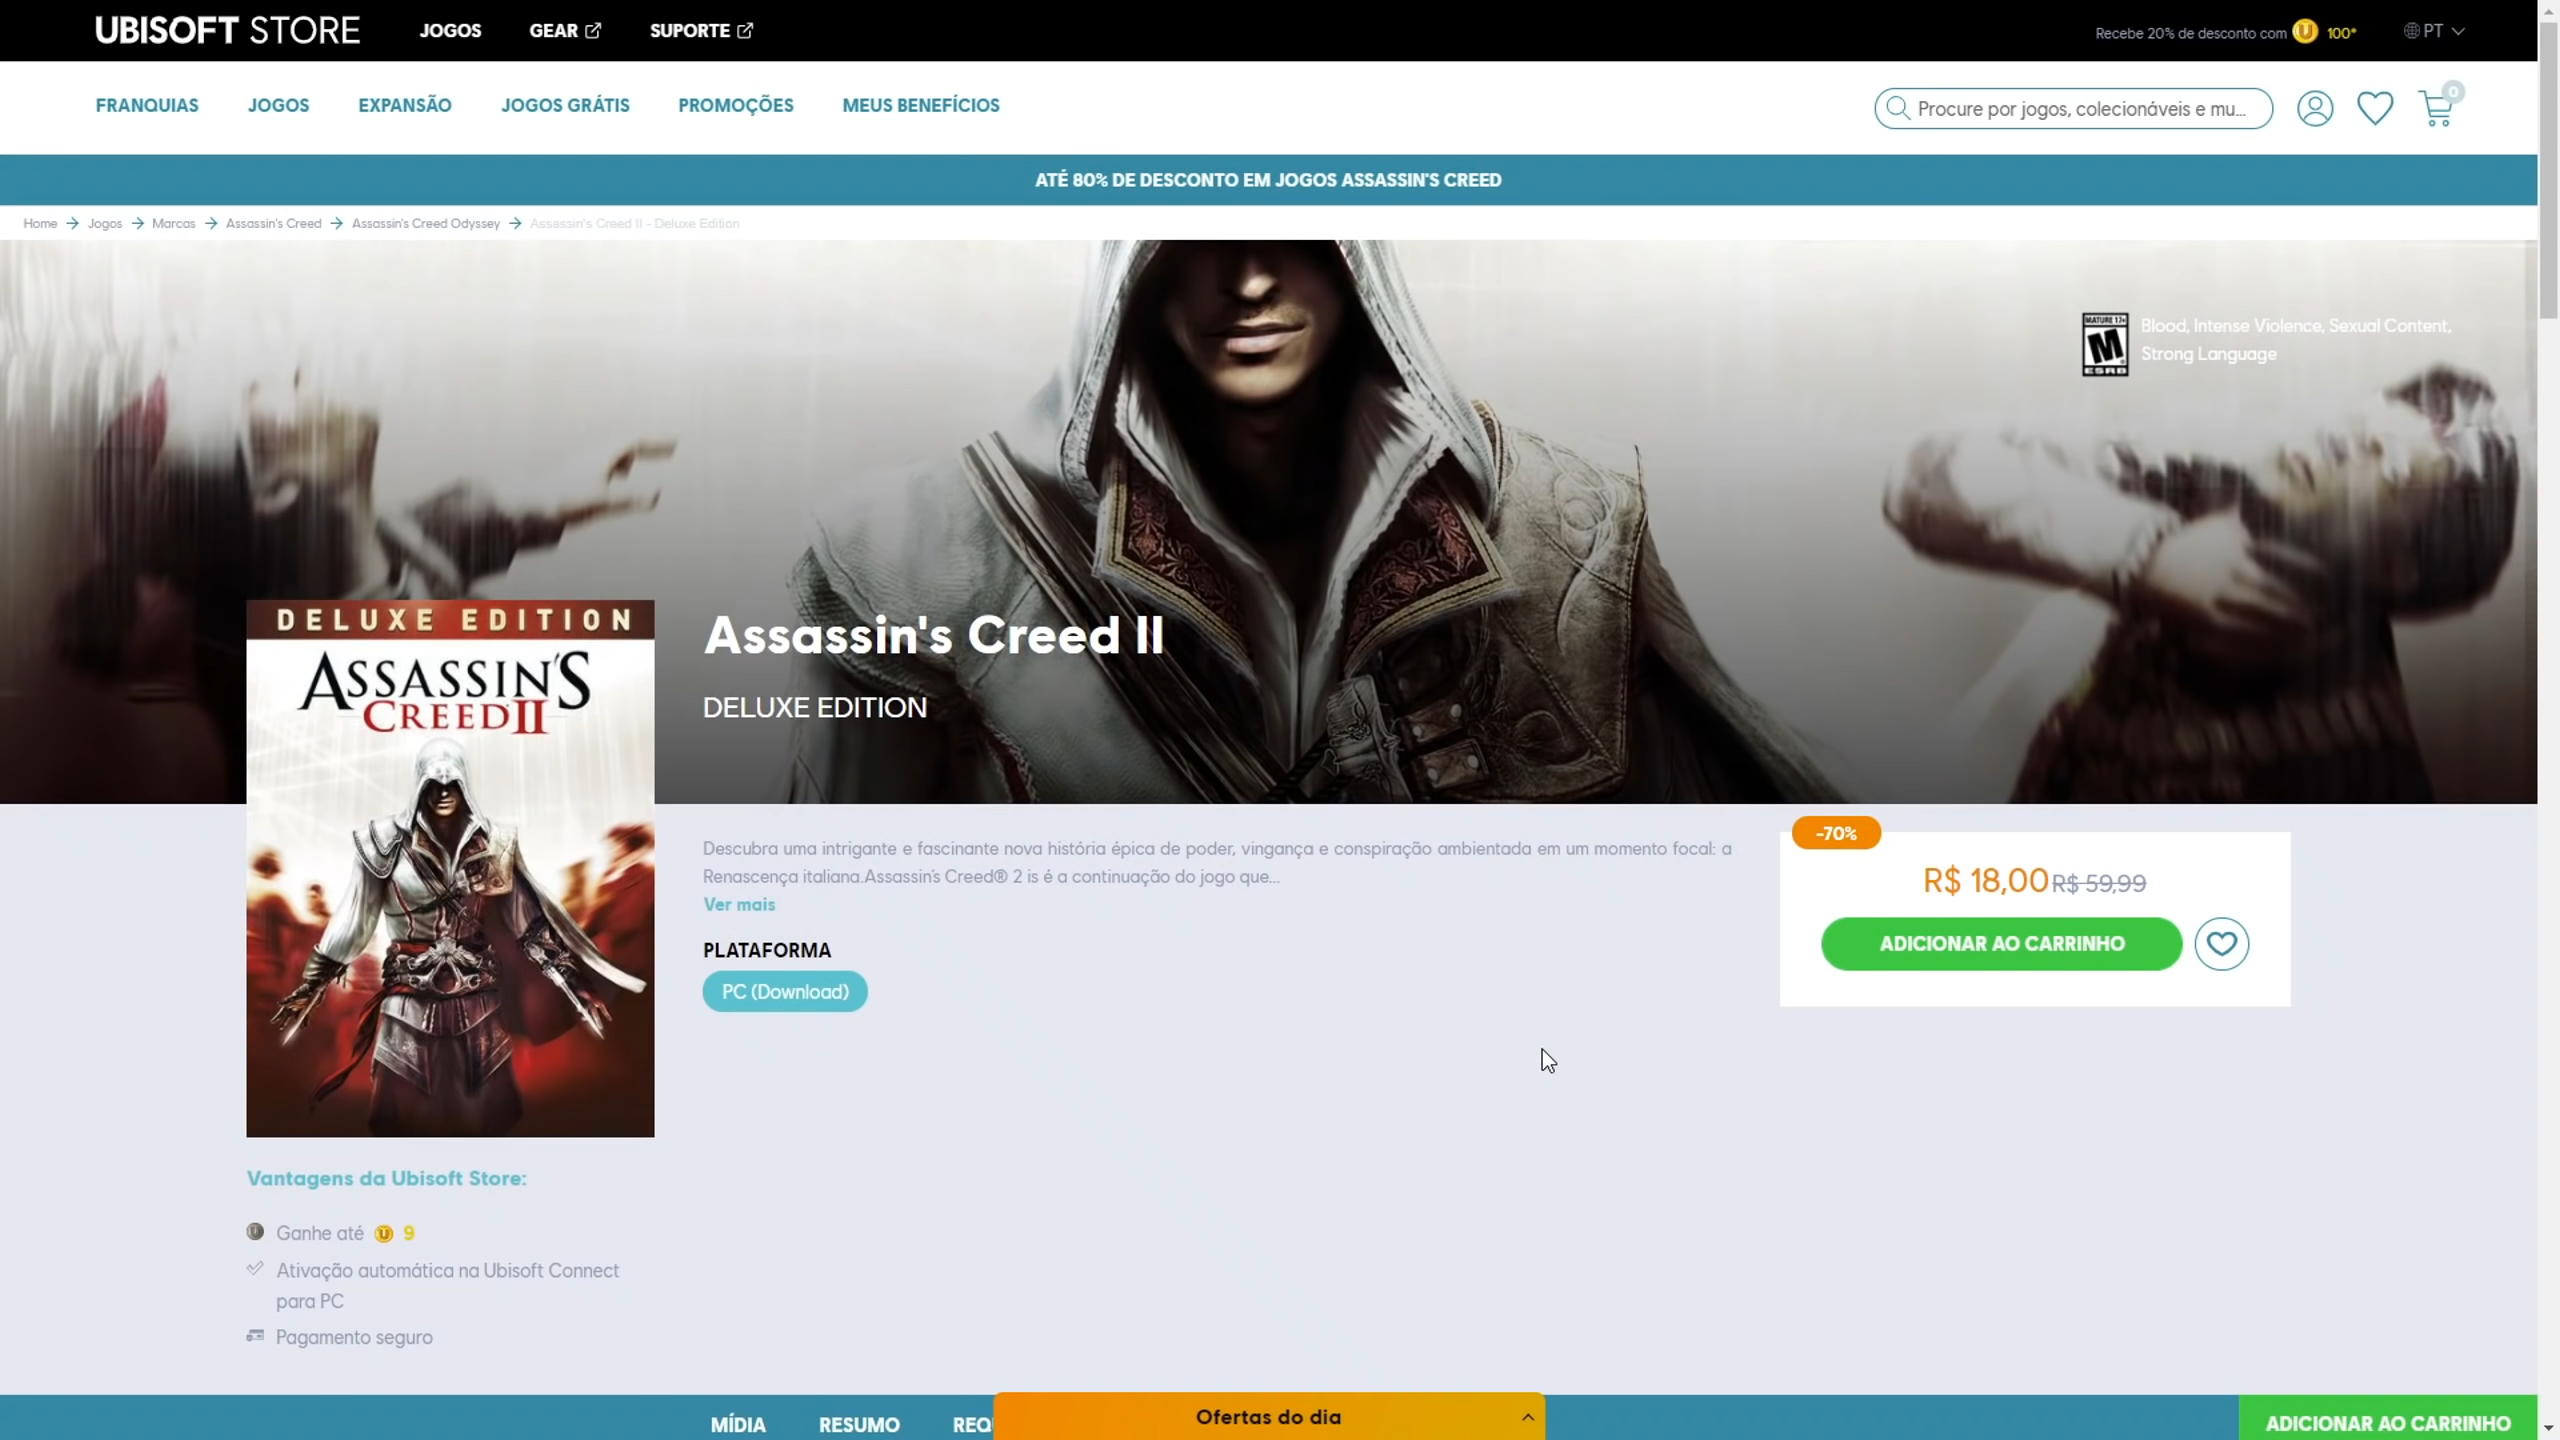 UBISOFT STORE
JOGOS
GEAR
SUPORTE
Recebe 20% de desconto com 100*
PT
FRANQUIAS
JOGOS
EXPANSÃO
JOGOS GRÁTIS
PROMOÇÕES
MEUS BENEFÍCIOS
Procure por jogos, colecionáveis e mu...
0
ATÉ 80% DE DESCONTO EM JOGOS ASSASSIN'S CREED
Home → Jogos → Marcas → Assassin's Creed → Assassin's Creed Odyssey → Assassin's Creed II - Deluxe Edition
MATURE 17+
M
ESRB
Blood, Intense Violence, Sexual Content,
Strong Language
DELUXE EDITION
ASSASSIN'S
CREED II
Assassin's Creed II
DELUXE EDITION
Descubra uma intrigante e fascinante nova história épica de poder, vingança e conspiração ambientada em um momento focal: a
Renascença italiana.Assassin's Creed® 2 is é a continuação do jogo que...
Ver mais
PLATAFORMA
PC (Download)
-70%
R$ 18,00 R$ 59,99
ADICIONAR AO CARRINHO
Vantagens da Ubisoft Store:
Ganhe até 9
Ativação automática na Ubisoft Connect
para PC
Pagamento seguro
MÍDIA
RESUMO
REQ
Ofertas do dia
ADICIONAR AO CARRINHO